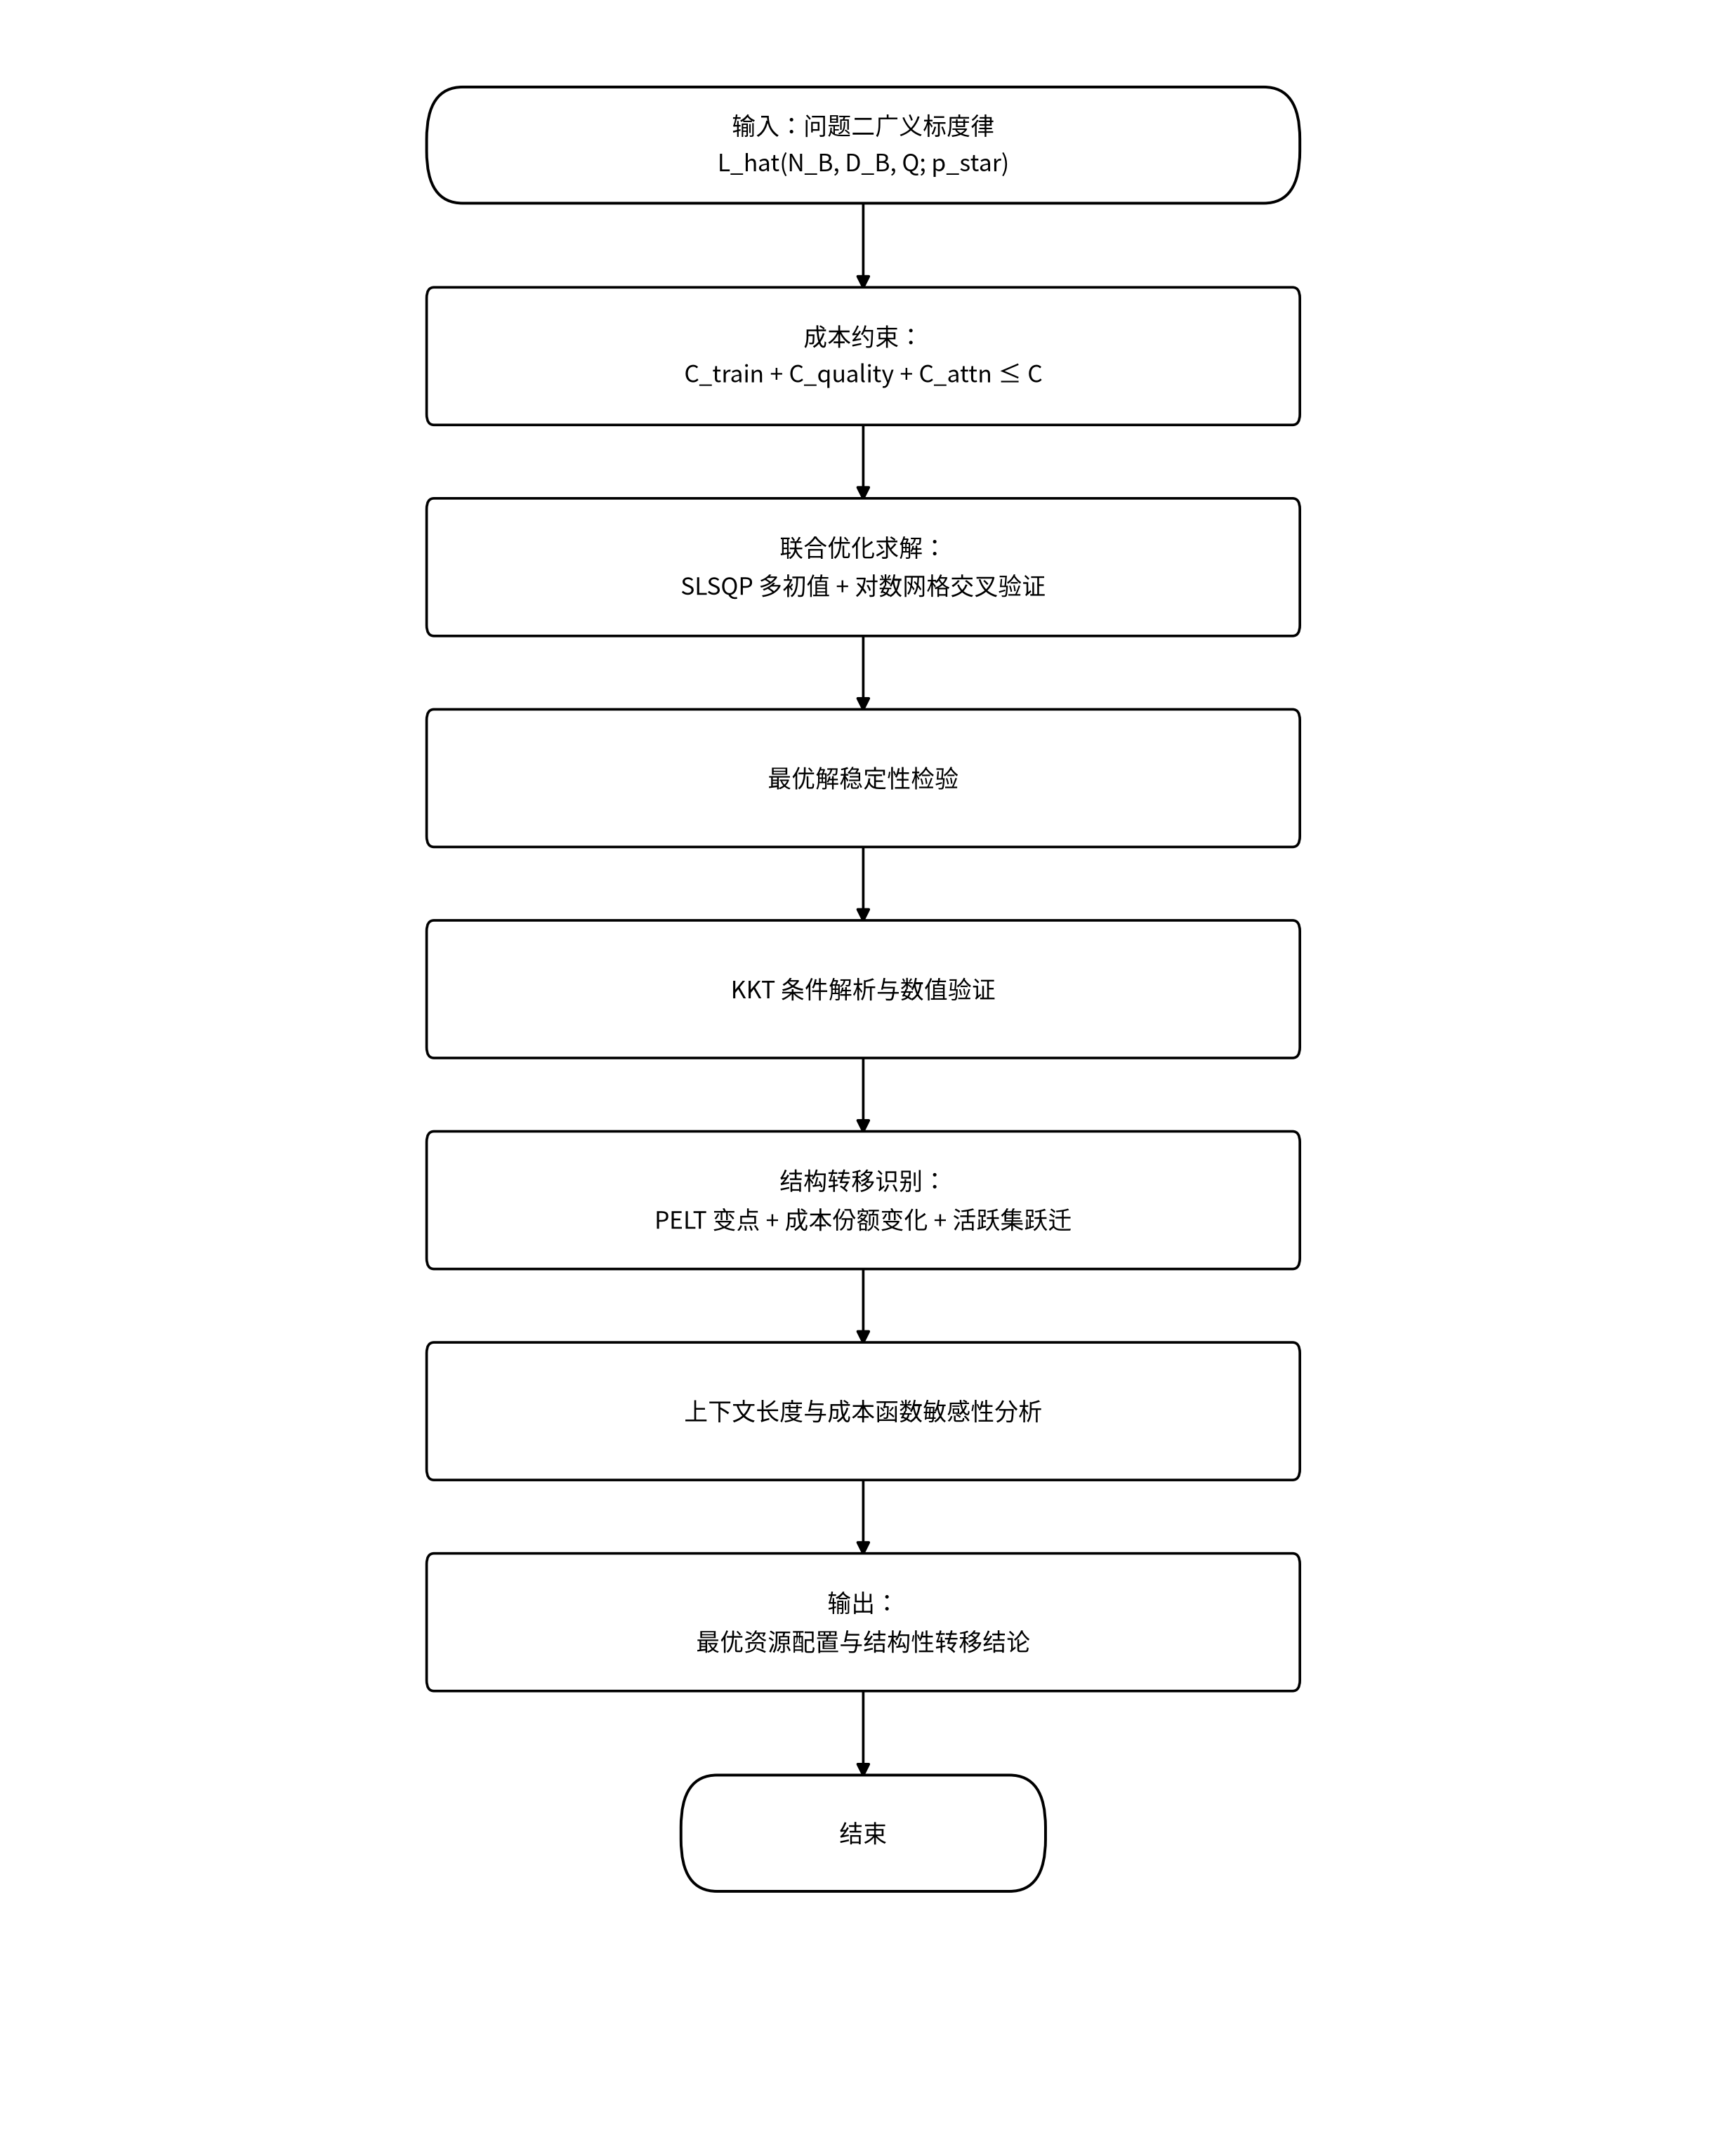 输入：问题二广义标度律
L_hat(N_B, D_B, Q; p_star)
成本约束：
C_train + C_quality + C_attn ≤ C
联合优化求解：
SLSQP 多初值 + 对数网格交叉验证
最优解稳定性检验
KKT 条件解析与数值验证
结构转移识别：
PELT 变点 + 成本份额变化 + 活跃集跃迁
上下文长度与成本函数敏感性分析
输出：
最优资源配置与结构性转移结论
结束